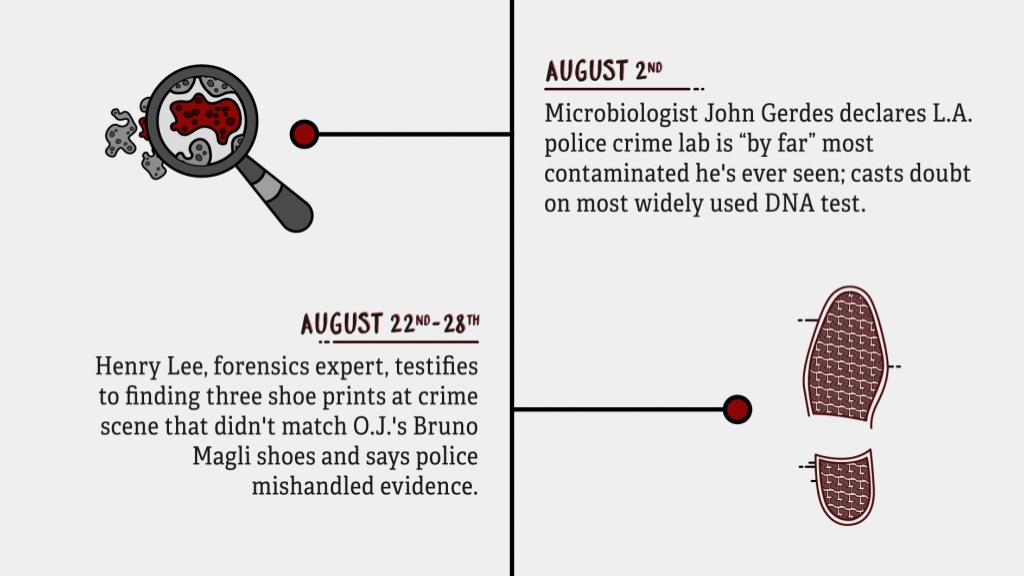 AUGUST 2ND
Microbiologist John Gerdes declares L.A.
police crime lab is “by far” most
contaminated he's ever seen; casts doubt
on most widely used DNA test.
AUGUST 22ND-28TH
Henry Lee, forensics expert, testifies
to finding three shoe prints at crime
scene that didn't match O.J.'s Bruno
Magli shoes and says police
mishandled evidence.